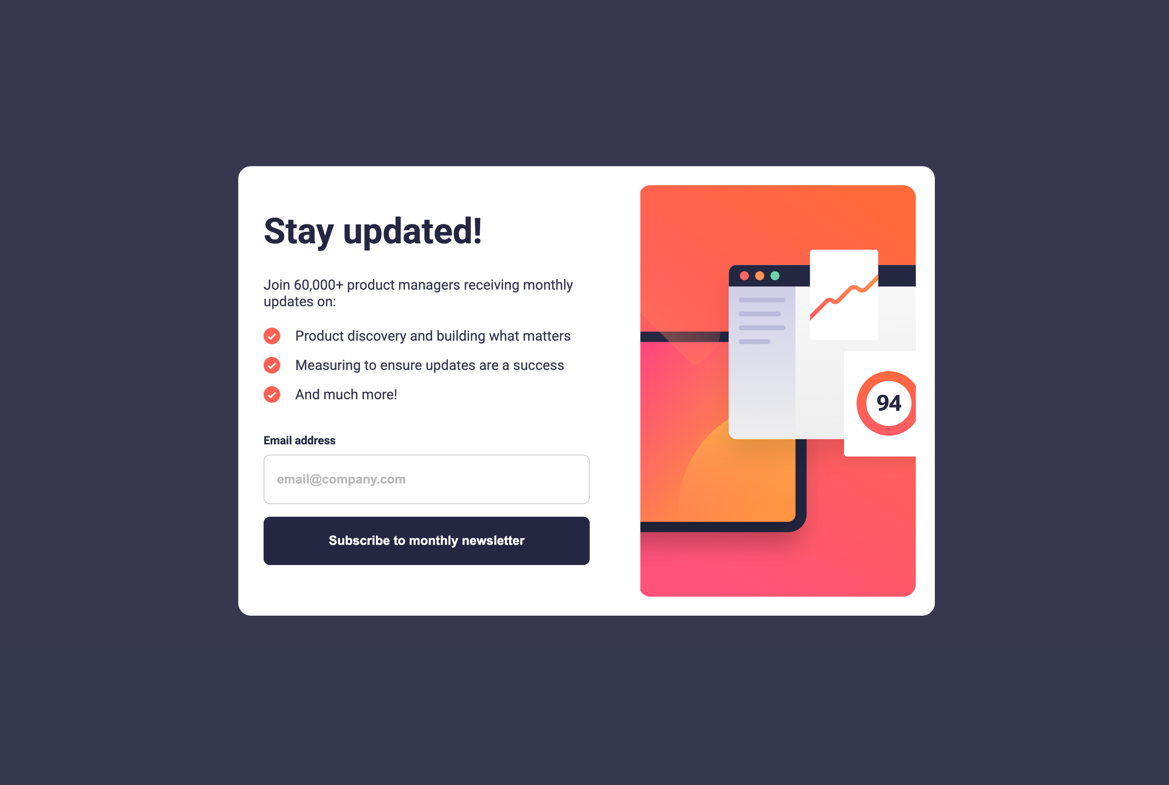 Stay updated!
Join 60,000+ product managers receiving monthly
updates on:
Product discovery and building what matters
Measuring to ensure updates are a success
And much more!
Email address
email@company.com
Subscribe to monthly newsletter
94